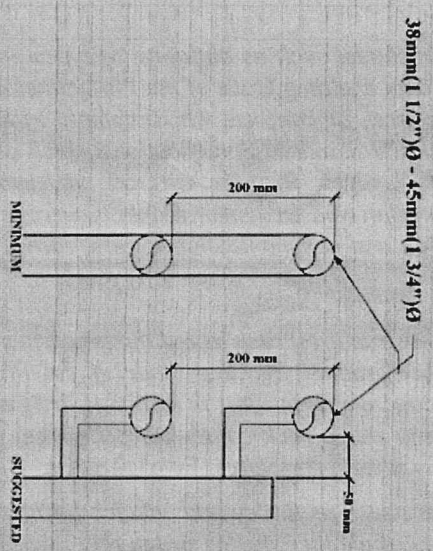 38mm(1 1/2")Ø - 45mm(1 3/4")Ø
200 mm
200 mm
50 mm
MINIMUM
SUGGESTED